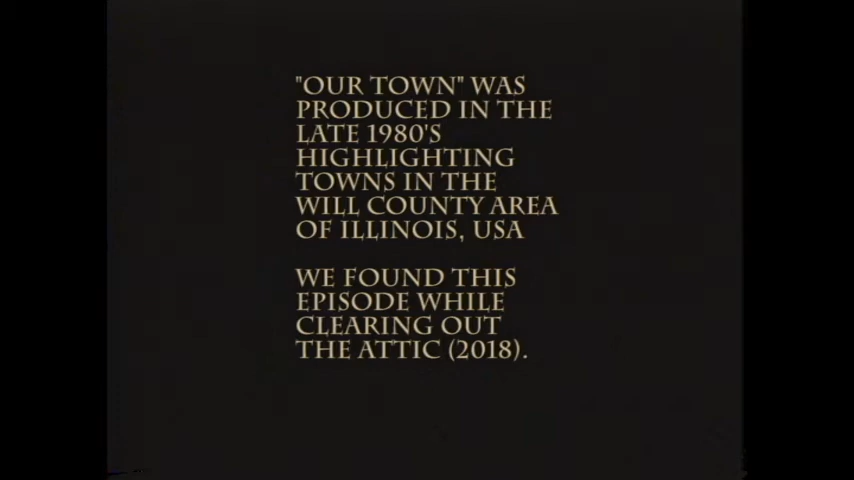 "OUR TOWN" WAS
PRODUCED IN THE
LATE 1980'S
HIGHLIGHTING
TOWNS IN THE
WILL COUNTY AREA
OF ILLINOIS, USA
WE FOUND THIS
EPISODE WHILE
CLEARING OUT
THE ATTIC (2018).